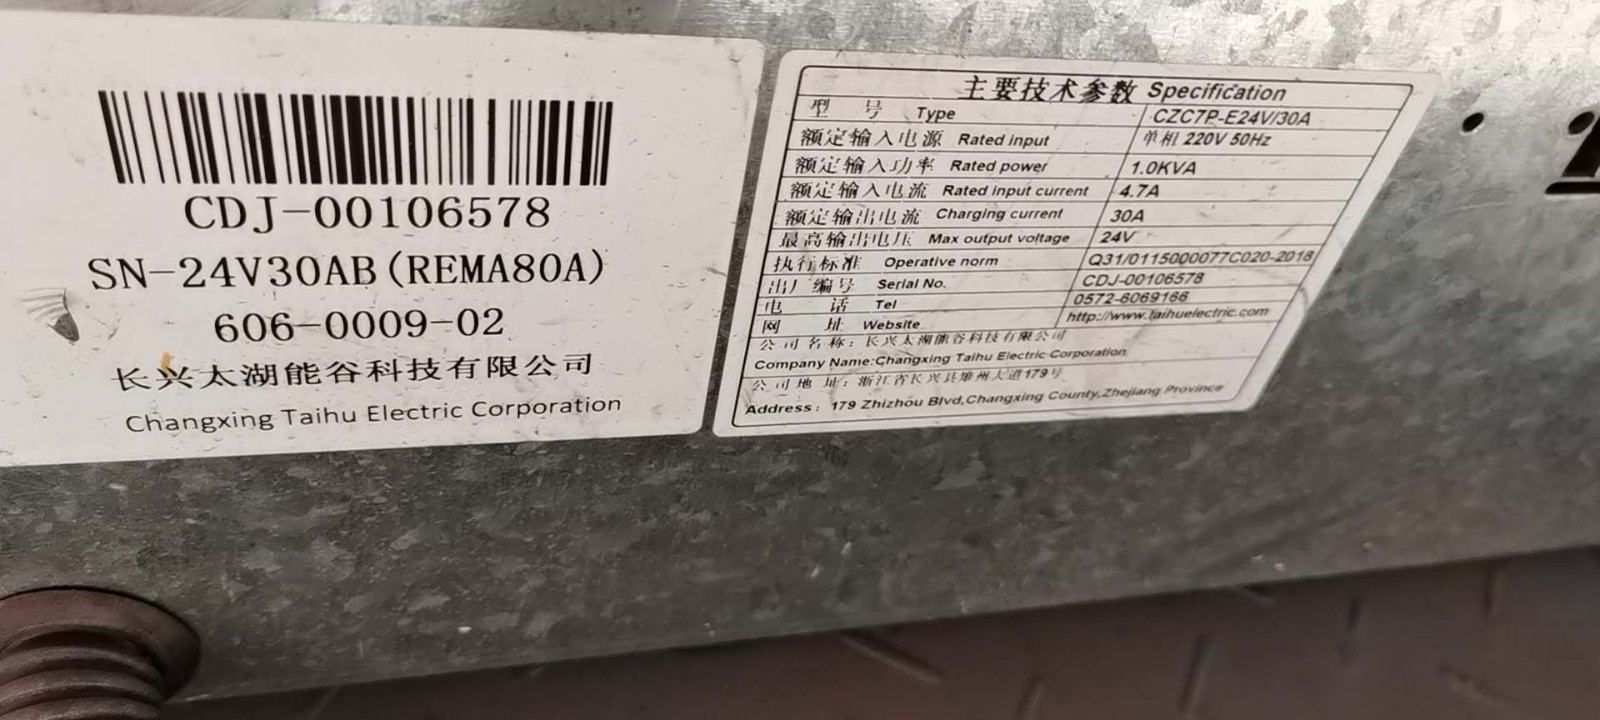 CDJ-00106578
SN-24V30AB(REMA80A)
606-0009-02
长兴太湖能谷科技有限公司
Changxing Taihu Electric Corporation
主要技术参数 Specification
型 号 Type CZC7P-E24V/30A
额定输入电源 Rated input 单相 220V 50Hz
额定输入功率 Rated power 1.0KVA
额定输入电流 Rated input current 4.7A
额定输出电流 Charging current 30A
最高输出电压 Max output voltage 24V
执行标准 Operative norm Q31/0115000077C020-2018
出厂编号 Serial No. CDJ-00106578
电 话 Tel 0572-6069166
网 址 Website http://www.taihuelectric.com
公司名称：长兴太湖能谷科技有限公司
Company Name:Changxing Taihu Electric Corporation
公司地址：浙江省长兴县雉州大道179号
Address：179 Zhizhou Blvd,Changxing County,Zhejiang Province